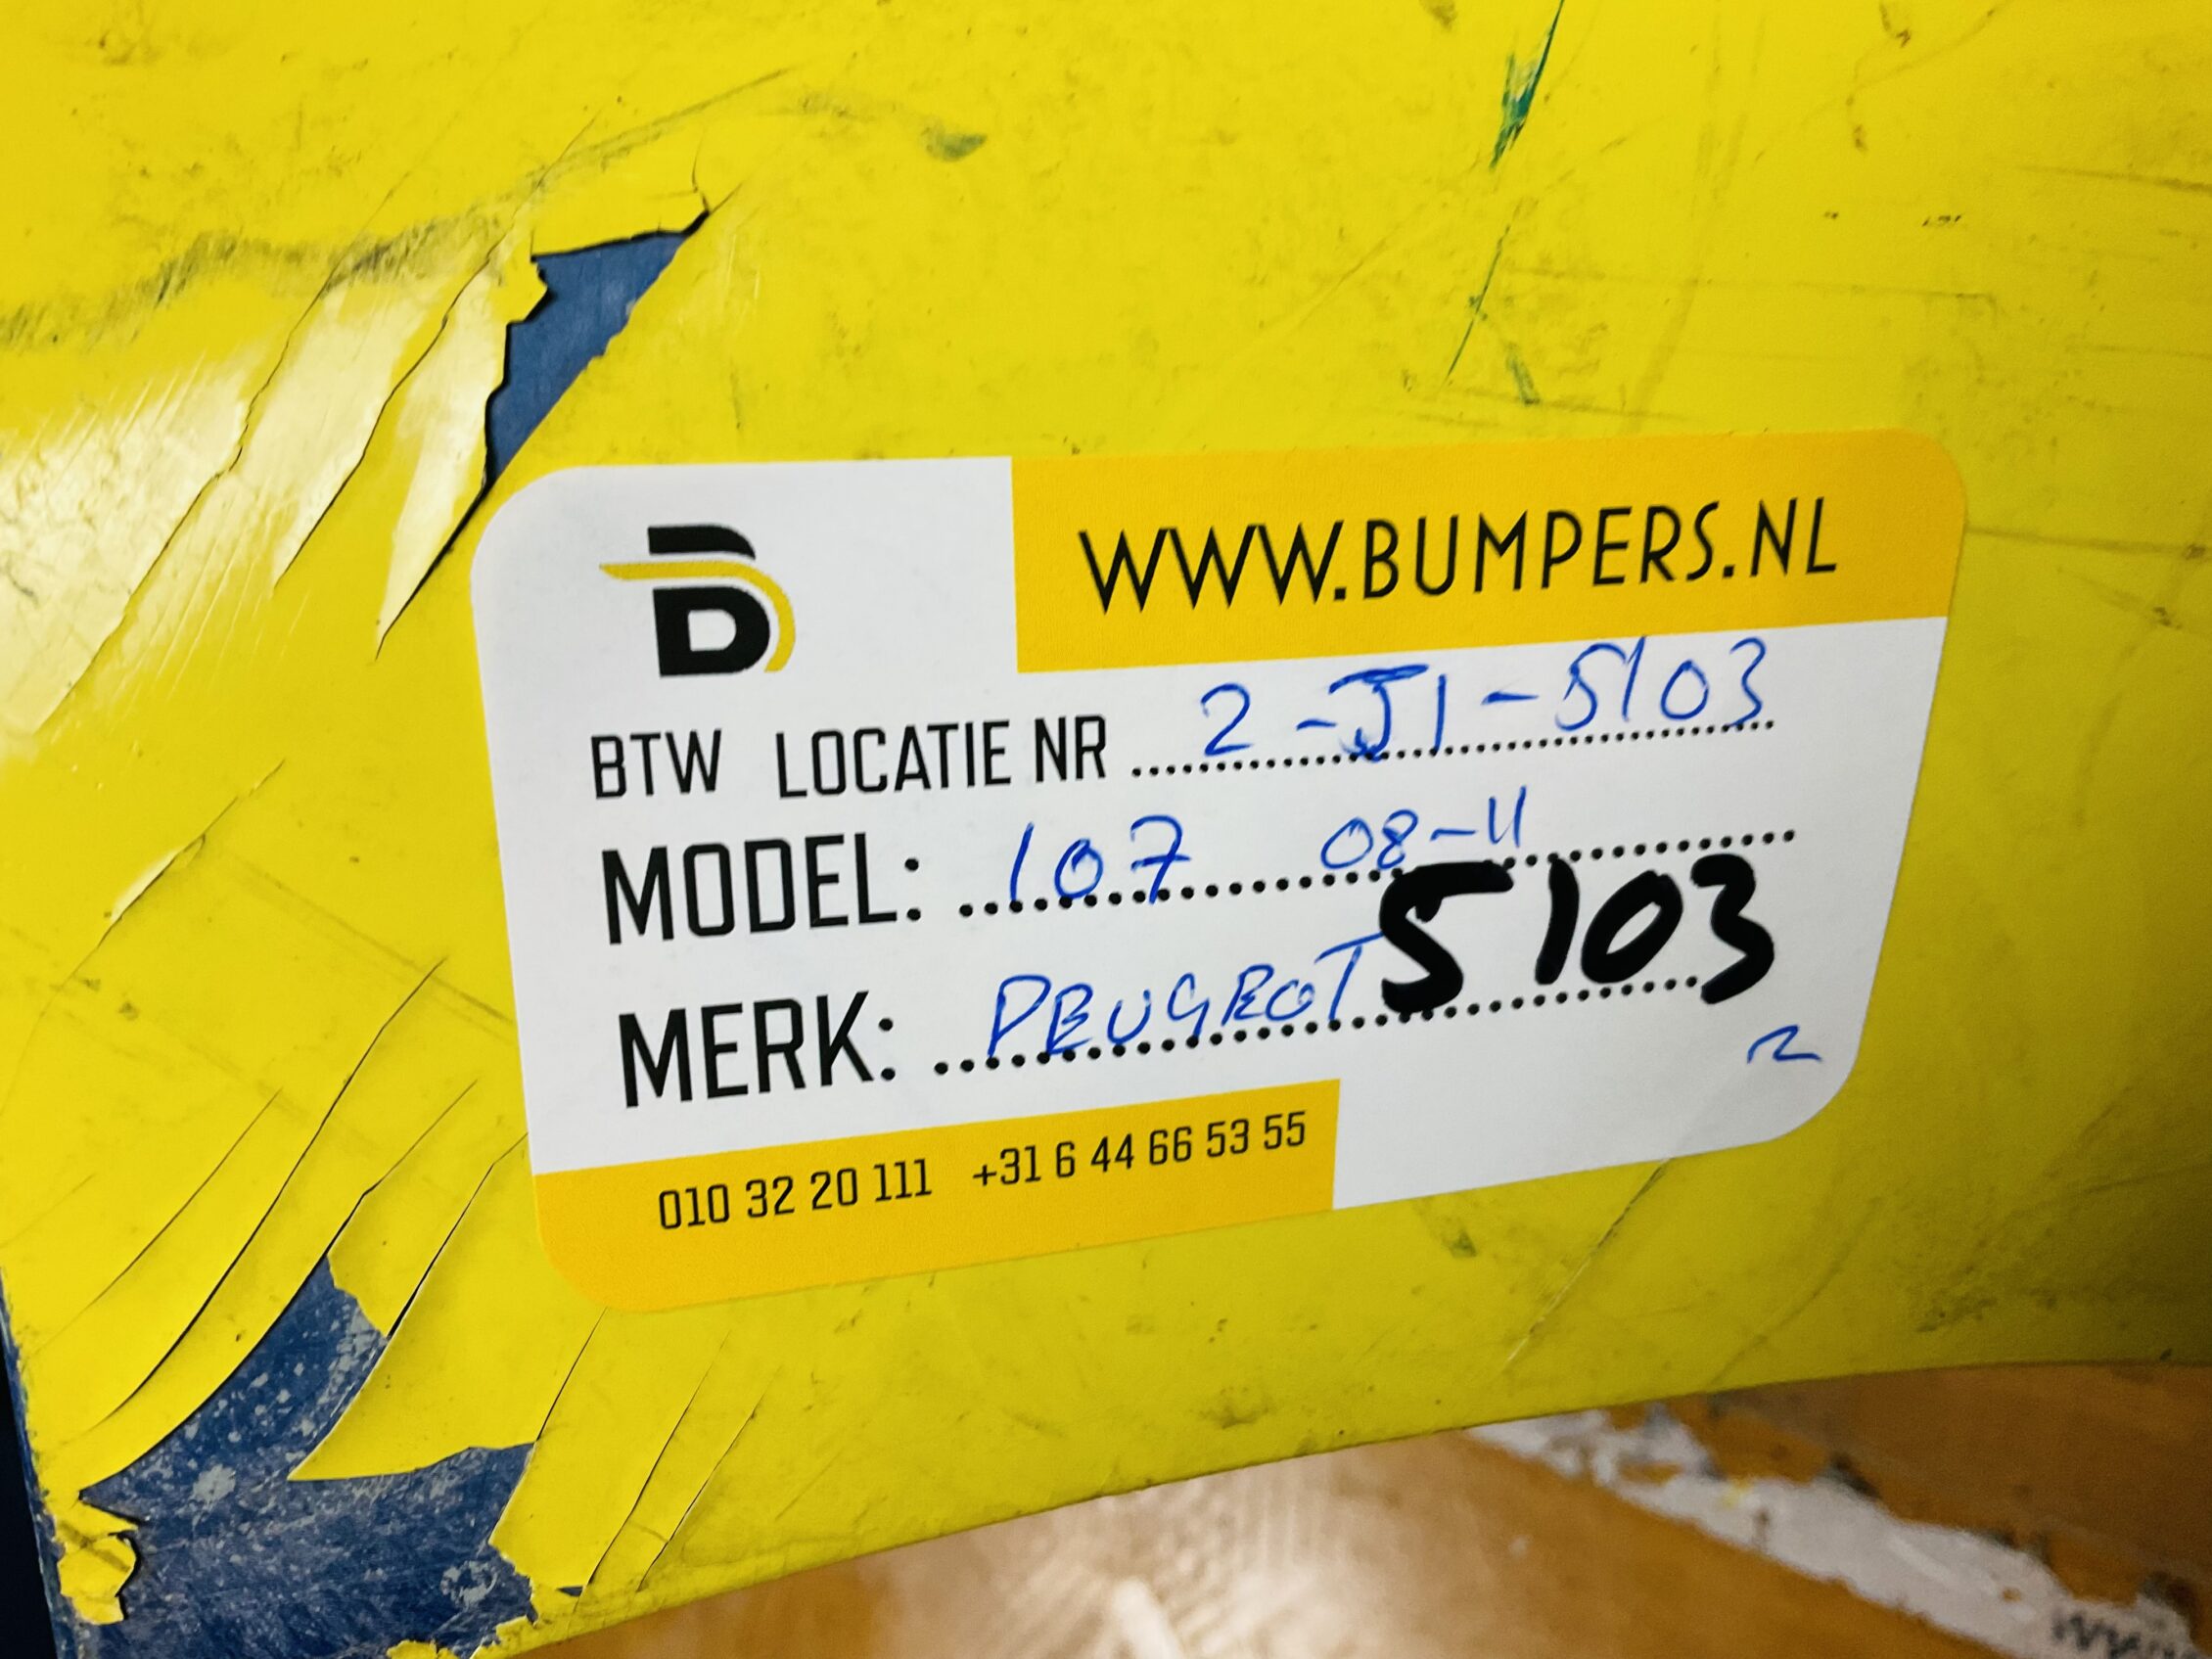 WWW.BUMPERS.NL
BTW LOCATIE NR 2-J1-5103
MODEL: 107 08-11
5103
MERK: PEUGEOT
010 32 20 111 +31 6 44 66 53 55